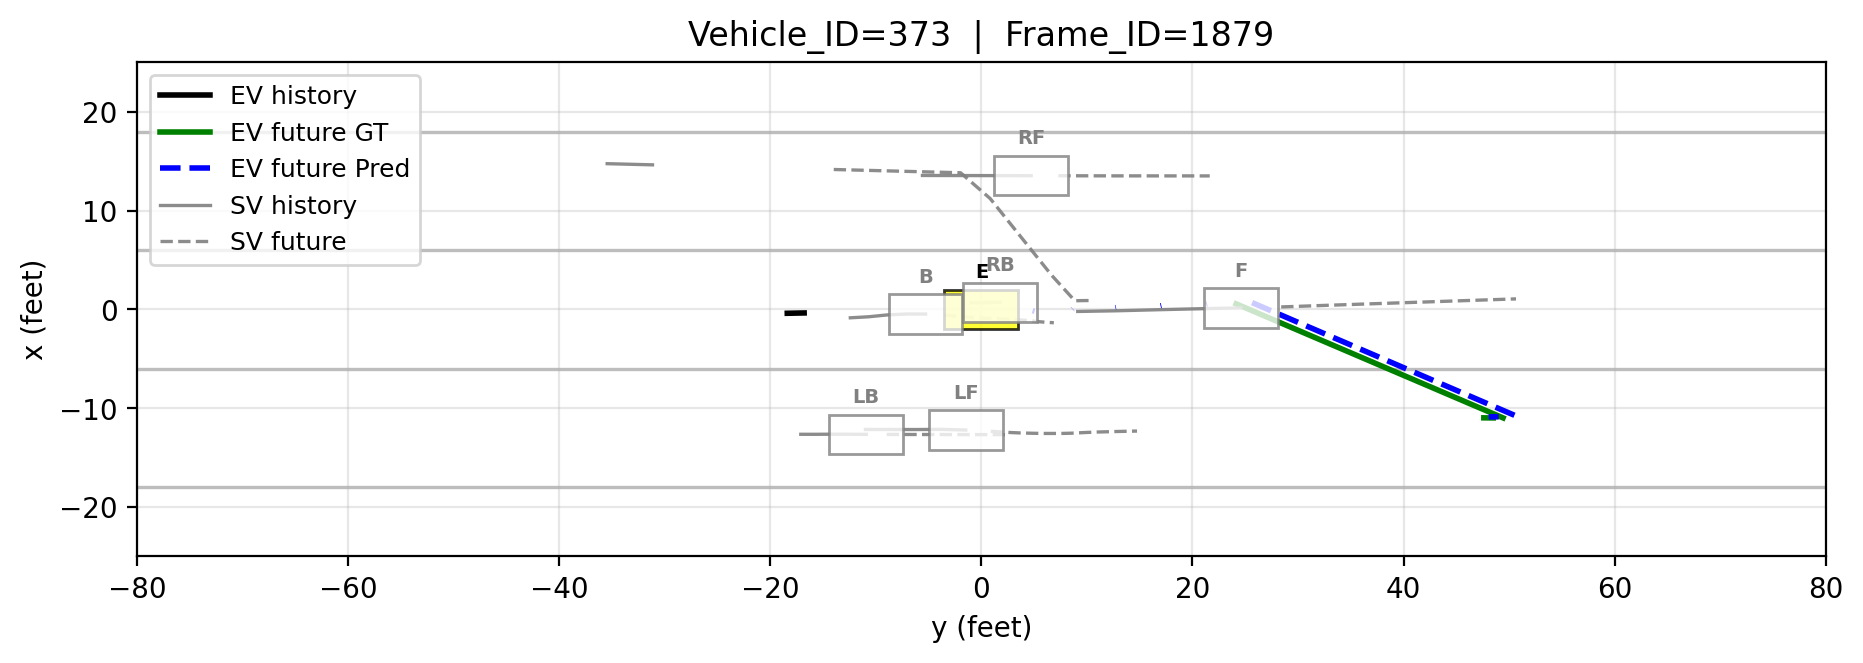 Vehicle_ID=373 | Frame_ID=1879
EV history
EV future GT
EV future Pred
SV history
SV future
RF
B
E
RB
F
LB
LF
20
10
0
−10
−20
x (feet)
−80
−60
−40
−20
0
20
40
60
80
y (feet)